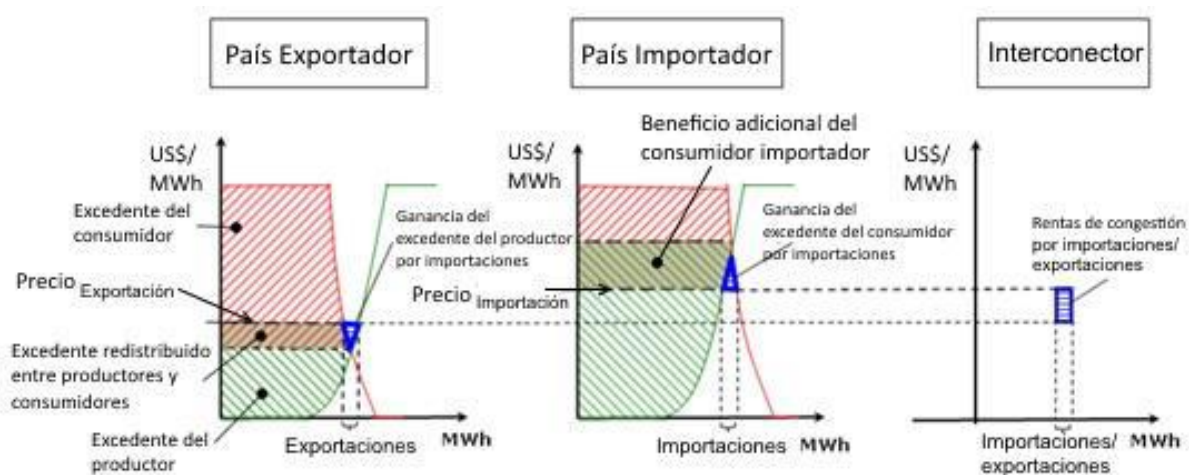 País Exportador
País Importador
Interconector
US$/
MWh
Excedente del
consumidor
Precio Exportación
Excedente redistribuido
entre productores y
consumidores
Excedente del
productor
Ganancia del
excedente del productor
por importaciones
Exportaciones
MWh
Beneficio adicional del
consumidor importador
US$/
MWh
Ganancia del
excedente del consumidor
por importaciones
Precio Importación
Importaciones
MWh
US$/
MWh
Rentas de congestión
por importaciones/
exportaciones
Importaciones/
exportaciones
MWh